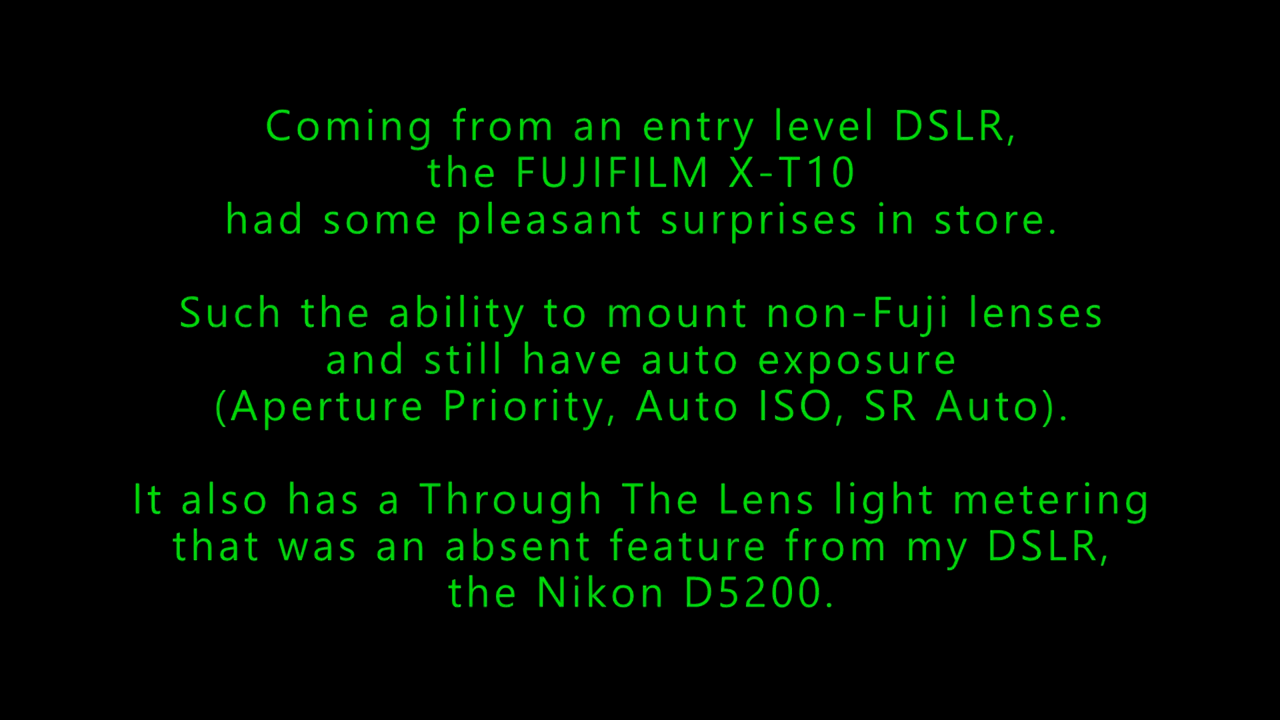 Coming from an entry level DSLR,
the FUJIFILM X-T10
had some pleasant surprises in store.
Such the ability to mount non-Fuji lenses
and still have auto exposure
(Aperture Priority, Auto ISO, SR Auto).
It also has a Through The Lens light metering
that was an absent feature from my DSLR,
the Nikon D5200.